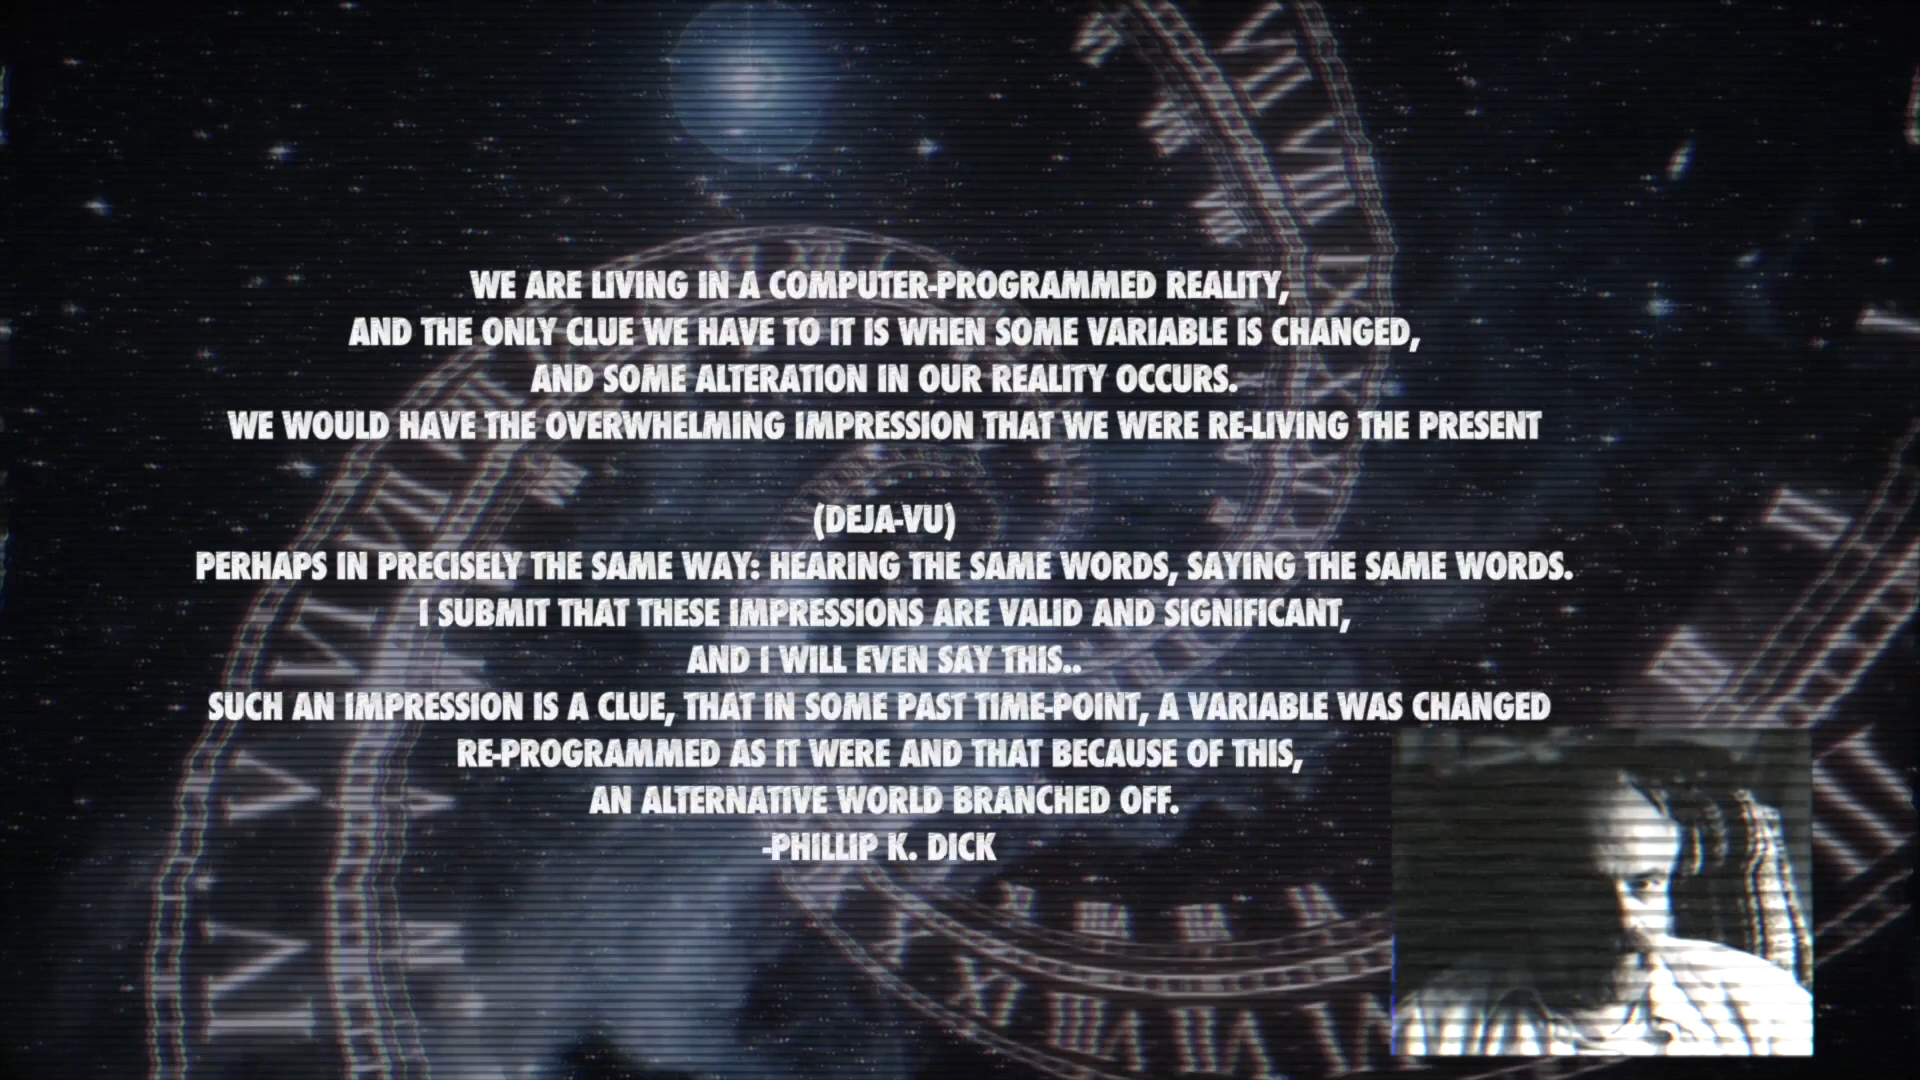 WE ARE LIVING IN A COMPUTER-PROGRAMMED REALITY,
AND THE ONLY CLUE WE HAVE TO IT IS WHEN SOME VARIABLE IS CHANGED,
AND SOME ALTERATION IN OUR REALITY OCCURS.
WE WOULD HAVE THE OVERWHELMING IMPRESSION THAT WE WERE RE-LIVING THE PRESENT
(DEJA-VU)
PERHAPS IN PRECISELY THE SAME WAY: HEARING THE SAME WORDS, SAYING THE SAME WORDS.
I SUBMIT THAT THESE IMPRESSIONS ARE VALID AND SIGNIFICANT,
AND I WILL EVEN SAY THIS..
SUCH AN IMPRESSION IS A CLUE, THAT IN SOME PAST TIME-POINT, A VARIABLE WAS CHANGED
RE-PROGRAMMED AS IT WERE AND THAT BECAUSE OF THIS,
AN ALTERNATIVE WORLD BRANCHED OFF.
-PHILLIP K. DICK